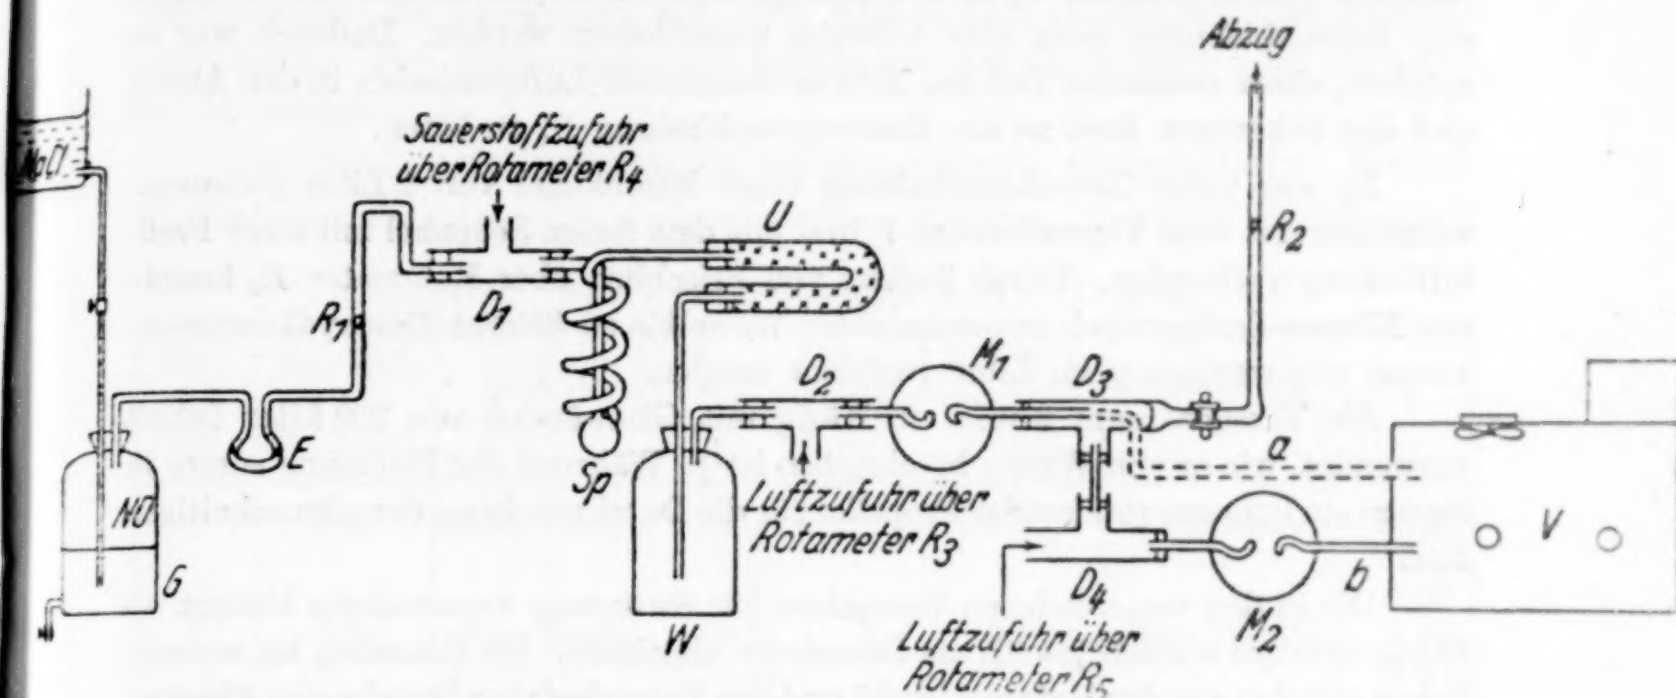 Abzug
NaCl
Sauerstoffzufuhr
über Rotameter R4
U
R2
R1
D1
M1
D2
D3
a
E
Sp
NO
Luftzufuhr über
Rotameter R3
V
G
D4
b
W
M2
Luftzufuhr über
Rotameter R5